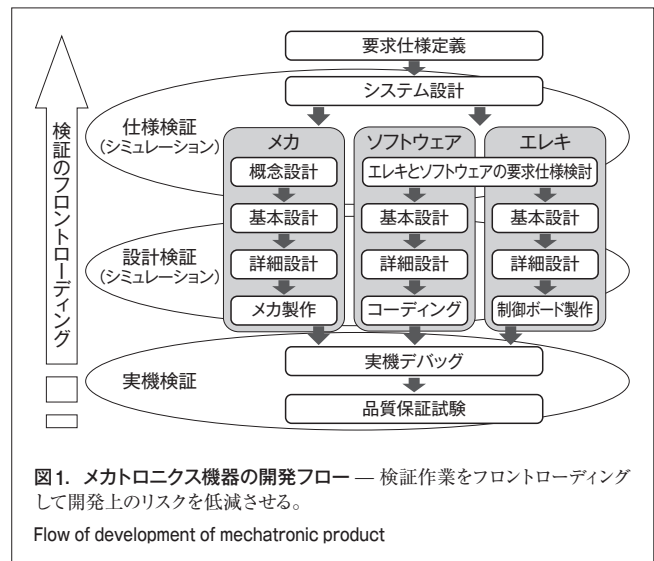 要求仕様定義
システム設計
検証のフロントローディング
仕様検証
(シミュレーション)
メカ
ソフトウェア
エレキ
概念設計
エレキとソフトウェアの要求仕様検討
基本設計
基本設計
基本設計
設計検証
(シミュレーション)
詳細設計
詳細設計
詳細設計
メカ製作
コーディング
制御ボード製作
実機検証
実機デバッグ
品質保証試験
図1. メカトロニクス機器の開発フロー — 検証作業をフロントローディング
して開発上のリスクを低減させる。
Flow of development of mechatronic product